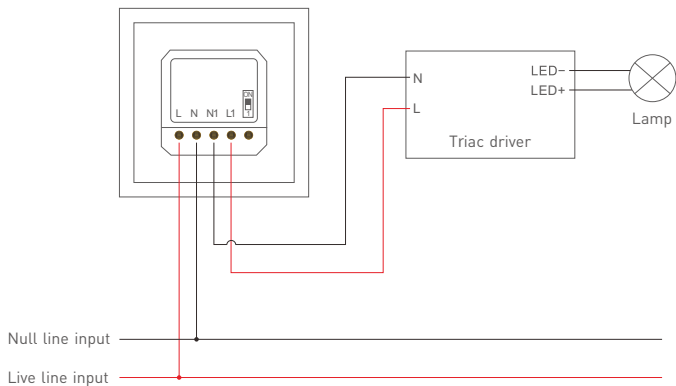 ON
L N N1 L1 1
N LED−
LED+
L
Triac driver
Lamp
Null line input
Live line input